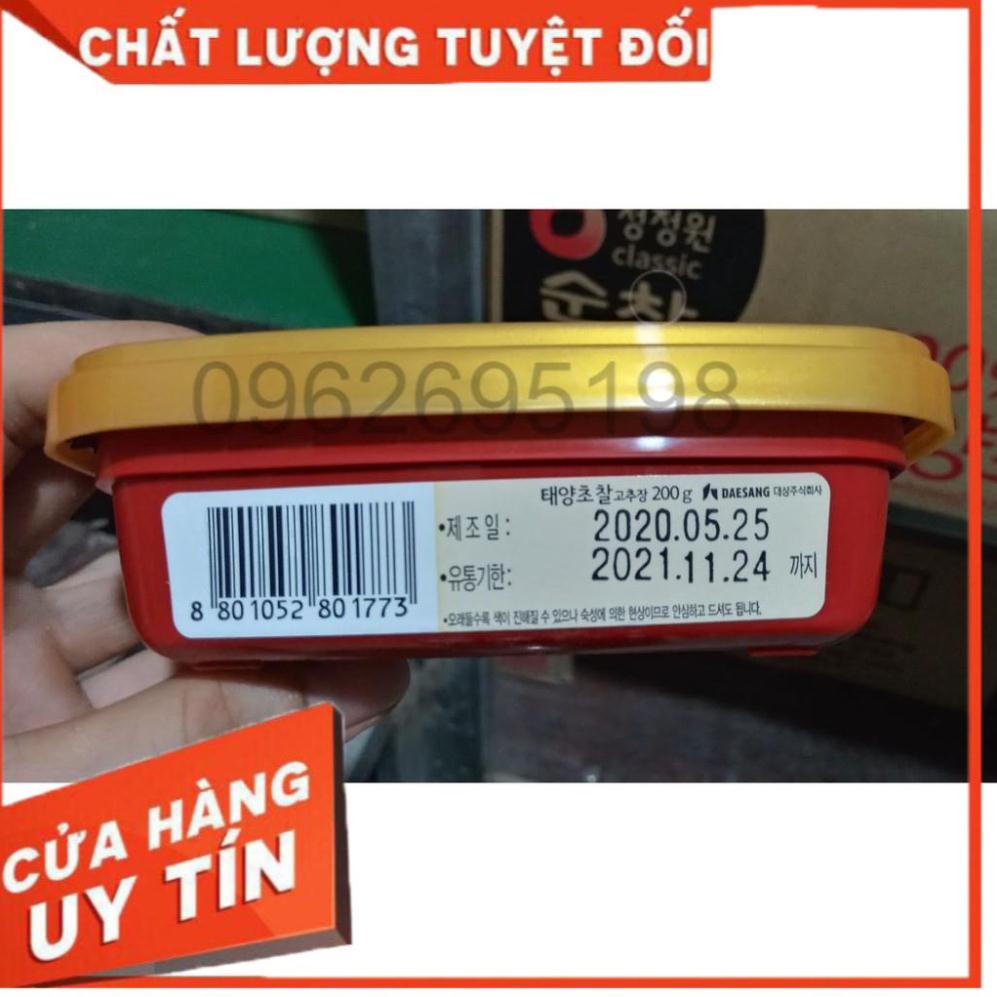 CHẤT LƯỢNG TUYỆT ĐỐI
청정원
classic
순창
0962695198
태양초찰고추장 200g DAESANG 대상주식회사
•제조일: 2020.05.25
•유통기한: 2021.11.24 까지
•오래둘수록 색이 진해질 수 있으나 숙성에 의한 현상이므로 안심하고 드셔도 됩니다.
8 801052 801773
CỬA HÀNG
UY TÍN